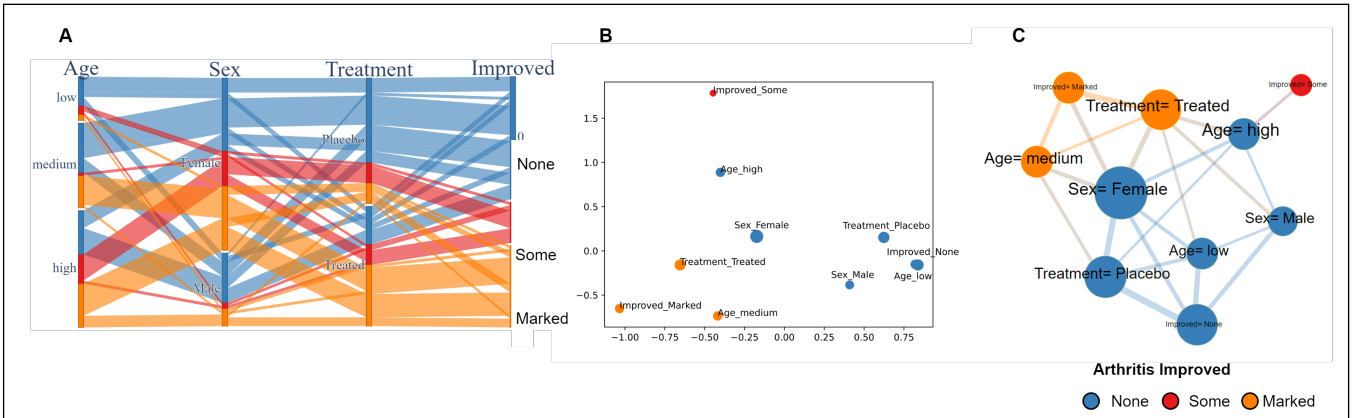 A
Age
Sex
Treatment
Improved
low
medium
high
Female
Male
Placebo
Treated
0
None
Some
Marked
B
Improved_Some
Age_high
Sex_Female
Treatment_Placebo
Treatment_Treated
Improved_None
Age_low
Sex_Male
Improved_Marked
Age_medium
1.5
1.0
0.5
0.0
−0.5
−1.00
−0.75
−0.50
−0.25
0.00
0.25
0.50
0.75
C
Improved= Marked
Improved= Some
Treatment= Treated
Age= high
Age= medium
Sex= Female
Sex= Male
Age= low
Treatment= Placebo
Improved= None
Arthritis Improved
None Some Marked